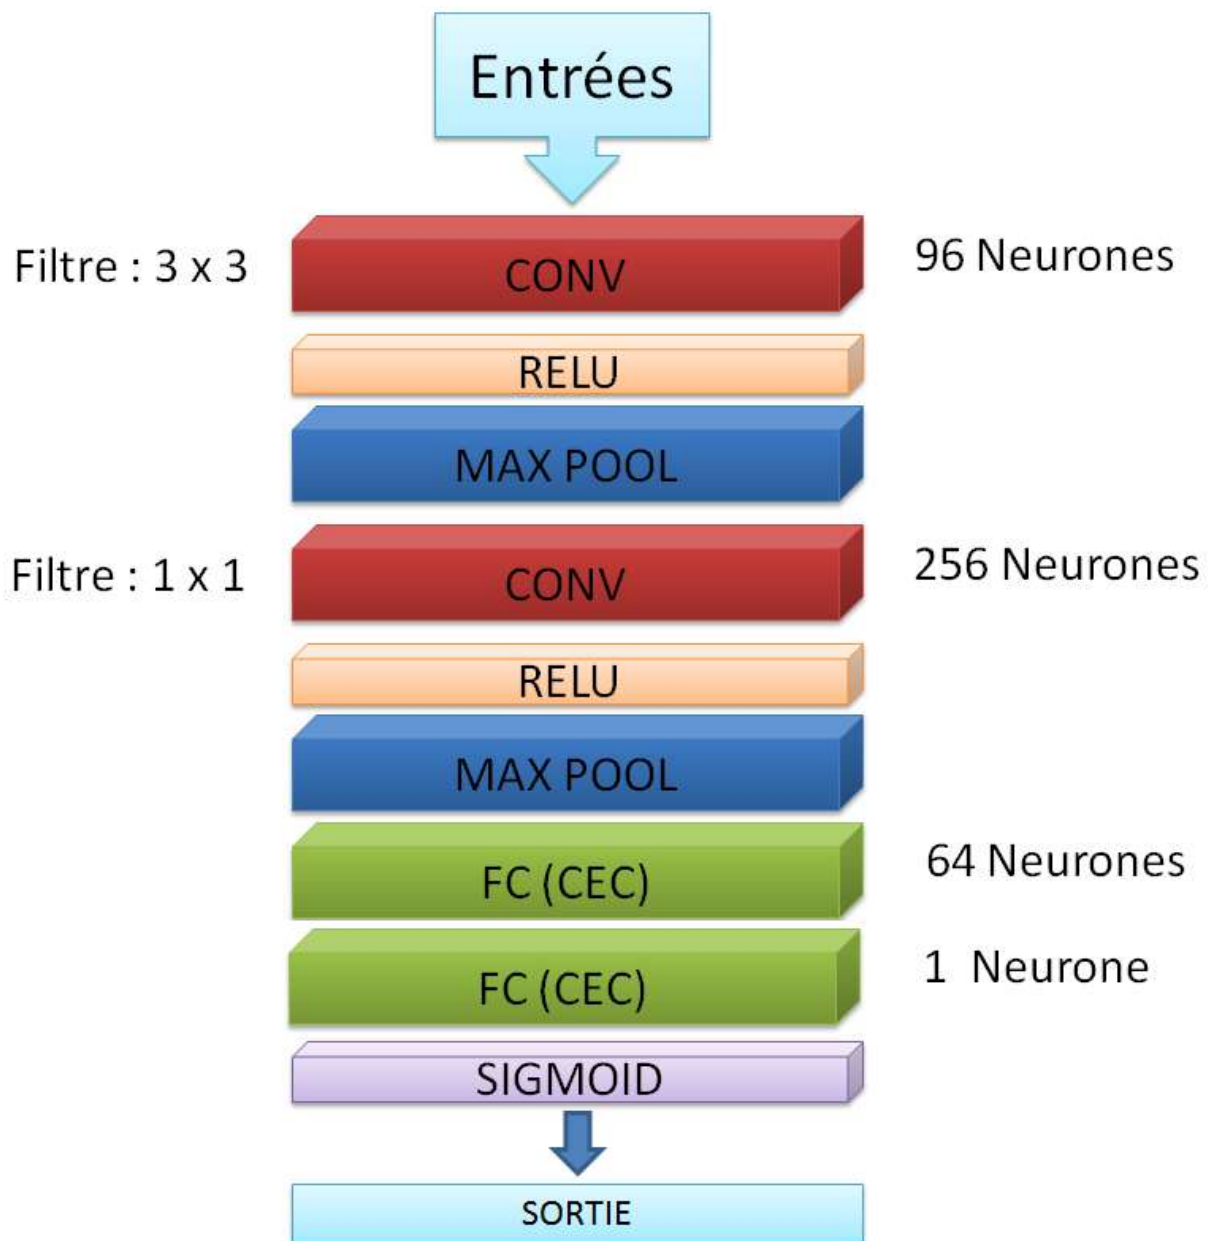 Entrées
Filtre : 3 x 3
CONV
96 Neurones
RELU
MAX POOL
Filtre : 1 x 1
CONV
256 Neurones
RELU
MAX POOL
FC (CEC)
64 Neurones
FC (CEC)
1 Neurone
SIGMOID
SORTIE